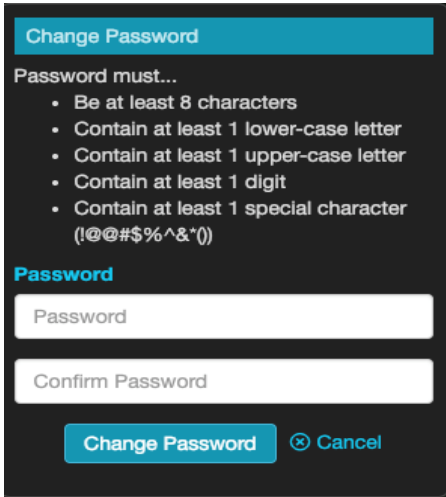 Change Password
Password must...
• Be at least 8 characters
• Contain at least 1 lower-case letter
• Contain at least 1 upper-case letter
• Contain at least 1 digit
• Contain at least 1 special character
(!@@#$%^&*())
Password
Password
Confirm Password
Change Password Cancel